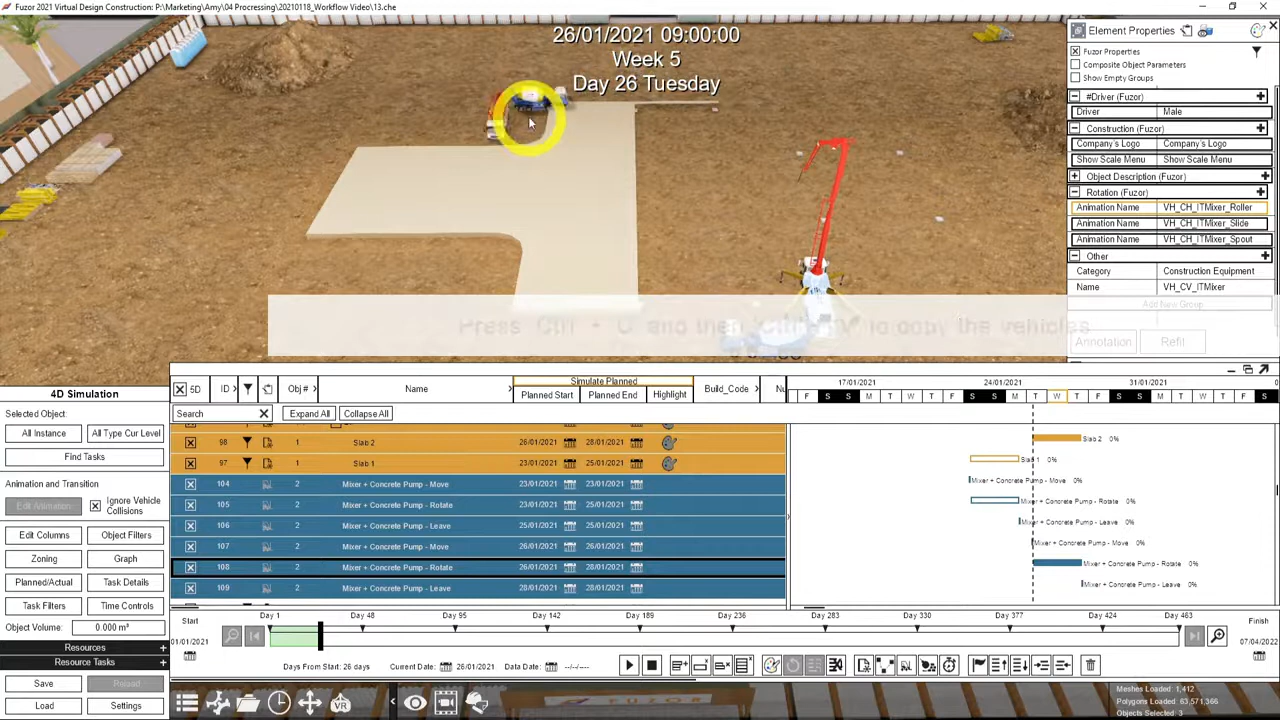 Fuzor 2021 Virtual Design Construction: P:\Marketing\Amy\04 Procressing\20210118_Workflow Video\13.che
26/01/2021 09:00:00
Week 5
Day 26 Tuesday
Press 'Ctrl' + 'C' and then 'Ctrl' + 'V' to copy the vehicles
Element Properties
Fuzor Properties
Composite Object Parameters
Show Empty Groups
#Driver (Fuzor)
Driver Male
Construction (Fuzor)
Company's Logo Company's Logo
Show Scale Menu Show Scale Menu
Object Description (Fuzor)
Rotation (Fuzor)
Animation Name VH_CH_ITMixer_Roller
Animation Name VH_CH_ITMixer_Slide
Animation Name VH_CH_ITMixer_Spout
Other
Category Construction Equipment
Name VH_CV_ITMixer
Add New Group
Annotation Refit
4D Simulation
Selected Object:
All Instance All Type Cur Level
Find Tasks
Animation and Transition
Edit Animation Ignore Vehicle Collisions
Edit Columns Object Filters
Zoning Graph
Planned/Actual Task Details
Task Filters Time Controls
Object Volume: 0.000 m³
Resources
Resource Tasks
Save Reload
Load Settings
5D ID Obj # Name Simulate Planned Build_Code Nu
Planned Start Planned End Highlight
Search Expand All Collapse All
98 1 Slab 2 26/01/2021 28/01/2021
97 1 Slab 1 23/01/2021 25/01/2021
104 2 Mixer + Concrete Pump - Move 23/01/2021 23/01/2021
105 2 Mixer + Concrete Pump - Rotate 23/01/2021 25/01/2021
106 2 Mixer + Concrete Pump - Leave 25/01/2021 25/01/2021
107 2 Mixer + Concrete Pump - Move 26/01/2021 26/01/2021
108 2 Mixer + Concrete Pump - Rotate 26/01/2021 28/01/2021
109 2 Mixer + Concrete Pump - Leave 28/01/2021 28/01/2021
17/01/2021 24/01/2021 31/01/2021
F S S M T W T F S S M T W T F S S M T W T F S
Slab 2 0%
Slab 1 0%
Mixer + Concrete Pump - Move 0%
Mixer + Concrete Pump - Rotate 0%
Mixer + Concrete Pump - Leave 0%
Mixer + Concrete Pump - Move 0%
Mixer + Concrete Pump - Rotate 0%
Mixer + Concrete Pump - Leave 0%
Start Day 1 Day 48 Day 95 Day 142 Day 189 Day 236 Day 283 Day 330 Day 377 Day 424 Day 463 Finish
01/01/2021 07/04/2022
Days From Start: 26 days Current Date: 26/01/2021 Data Date: --/--/--
VR
FUZOR
Meshes Loaded: 1,412
Polygons Loaded: 63,571,366
Objects Selected: 3